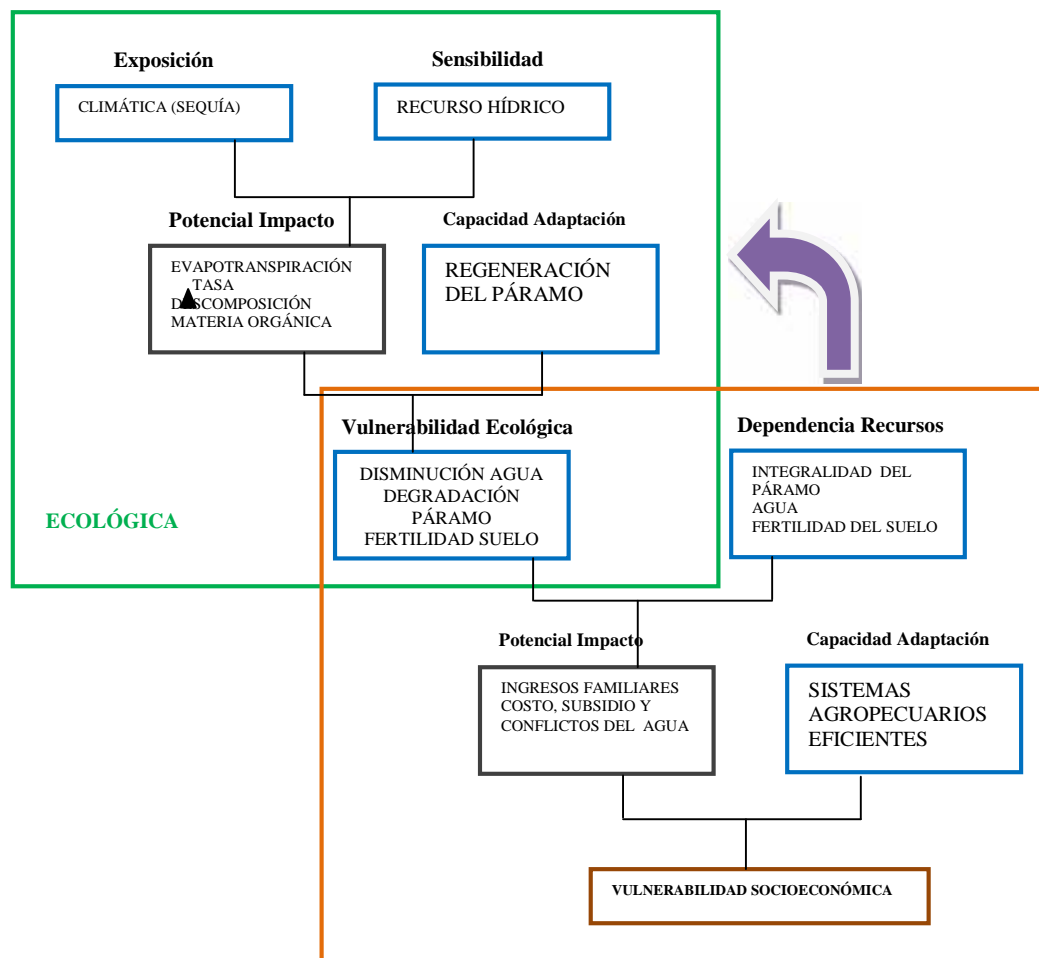 Exposición
Sensibilidad
CLIMÁTICA (SEQUÍA)
RECURSO HÍDRICO
Potencial Impacto
Capacidad Adaptación
EVAPOTRANSPIRACIÓN
TASA
DESCOMPOSICIÓN
MATERIA ORGÁNICA
REGENERACIÓN
DEL PÁRAMO
Vulnerabilidad Ecológica
Dependencia Recursos
DISMINUCIÓN AGUA
DEGRADACIÓN
PÁRAMO
FERTILIDAD SUELO
INTEGRALIDAD DEL
PÁRAMO
AGUA
FERTILIDAD DEL SUELO
ECOLÓGICA
Potencial Impacto
Capacidad Adaptación
INGRESOS FAMILIARES
COSTO, SUBSIDIO Y
CONFLICTOS DEL AGUA
SISTEMAS
AGROPECUARIOS
EFICIENTES
VULNERABILIDAD SOCIOECONÓMICA